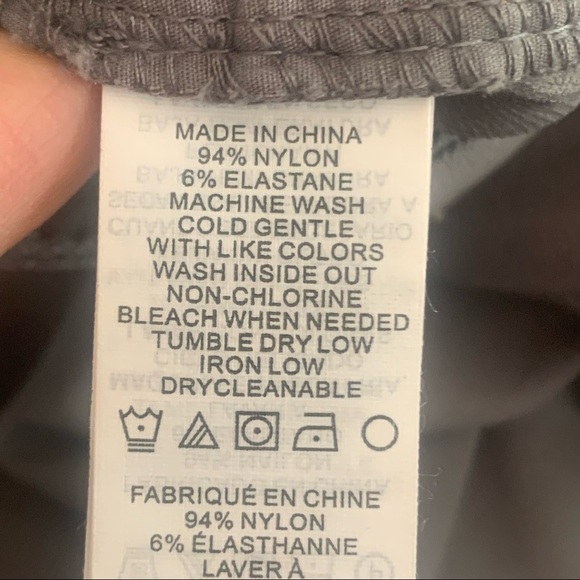 MADE IN CHINA
94% NYLON
6% ELASTANE
MACHINE WASH
COLD GENTLE
WITH LIKE COLORS
WASH INSIDE OUT
NON-CHLORINE
BLEACH WHEN NEEDED
TUMBLE DRY LOW
IRON LOW
DRYCLEANABLE
FABRIQUÉ EN CHINE
94% NYLON
6% ÉLASTHANNE
LAVER À